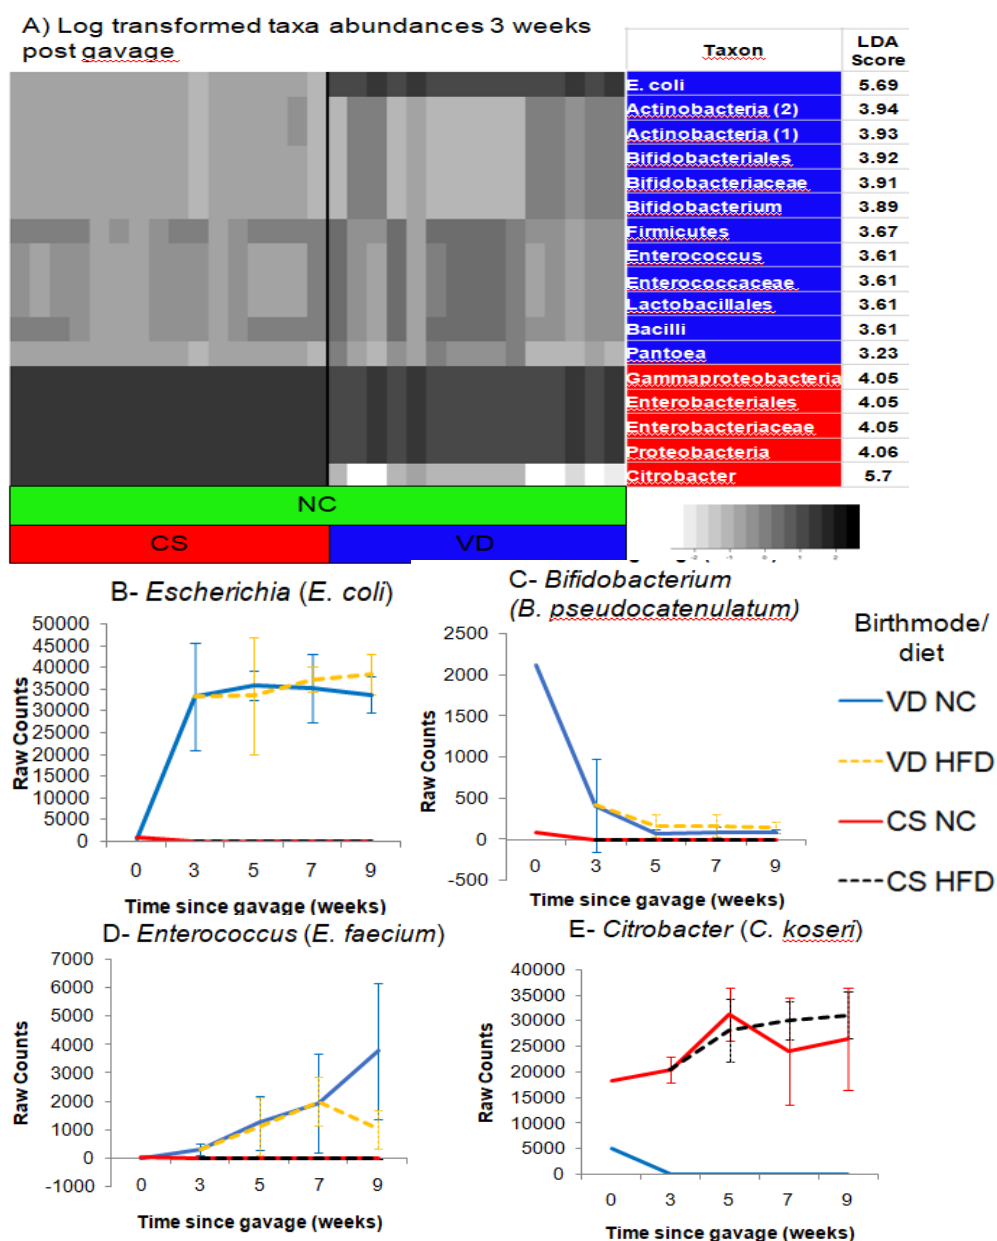 A) Log transformed taxa abundances 3 weeks
post gavage
Taxon LDA Score
E. coli 5.69
Actinobacteria (2) 3.94
Actinobacteria (1) 3.93
Bifidobacteriales 3.92
Bifidobacteriaceae 3.91
Bifidobacterium 3.89
Firmicutes 3.67
Enterococcus 3.61
Enterococcaceae 3.61
Lactobacillales 3.61
Bacilli 3.61
Pantoea 3.23
Gammaproteobacteria 4.05
Enterobacteriales 4.05
Enterobacteriaceae 4.05
Proteobacteria 4.06
Citrobacter 5.7
NC
CS VD
-2 -1 0 1 2
B- Escherichia (E. coli)
50000
45000
40000
35000
30000
25000
20000
15000
10000
5000
0
Raw Counts
0 3 5 7 9
Time since gavage (weeks)
C- Bifidobacterium
(B. pseudocatenulatum)
2500
2000
1500
1000
500
0
-500
Raw Counts
0 3 5 7 9
Time since gavage (weeks)
Birthmode/
diet
VD NC
VD HFD
CS NC
CS HFD
D- Enterococcus (E. faecium)
7000
6000
5000
4000
3000
2000
1000
0
-1000
Raw Counts
0 3 5 7 9
Time since gavage (weeks)
E- Citrobacter (C. koseri)
40000
35000
30000
25000
20000
15000
10000
5000
0
Raw Counts
0 3 5 7 9
Time since gavage (weeks)